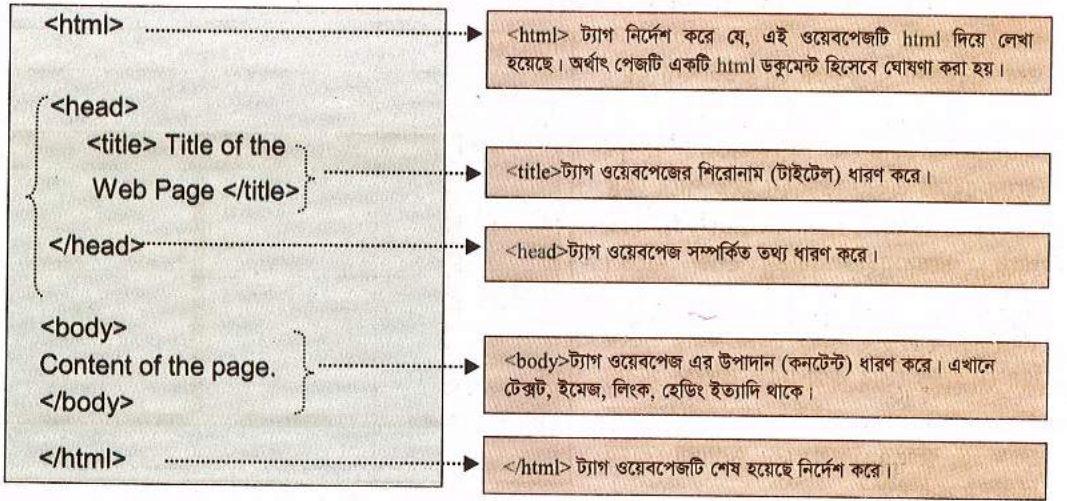 <html>
<html> ট্যাগ নির্দেশ করে যে, এই ওয়েবপেজটি html দিয়ে লেখা
হয়েছে। অর্থাৎ পেজটি একটি html ডকুমেন্ট হিসেবে ঘোষণা করা হয়।
<head>
<title> Title of the
Web Page </title>
<title>ট্যাগ ওয়েবপেজের শিরোনাম (টাইটেল) ধারণ করে।
</head>
<head>ট্যাগ ওয়েবপেজ সম্পর্কিত তথ্য ধারণ করে।
<body>
Content of the page.
</body>
<body>ট্যাগ ওয়েবপেজ এর উপাদান (কনটেন্ট) ধারণ করে। এখানে
টেক্সট, ইমেজ, লিংক, হেডিং ইত্যাদি থাকে।
</html>
</html> ট্যাগ ওয়েবপেজটি শেষ হয়েছে নির্দেশ করে।